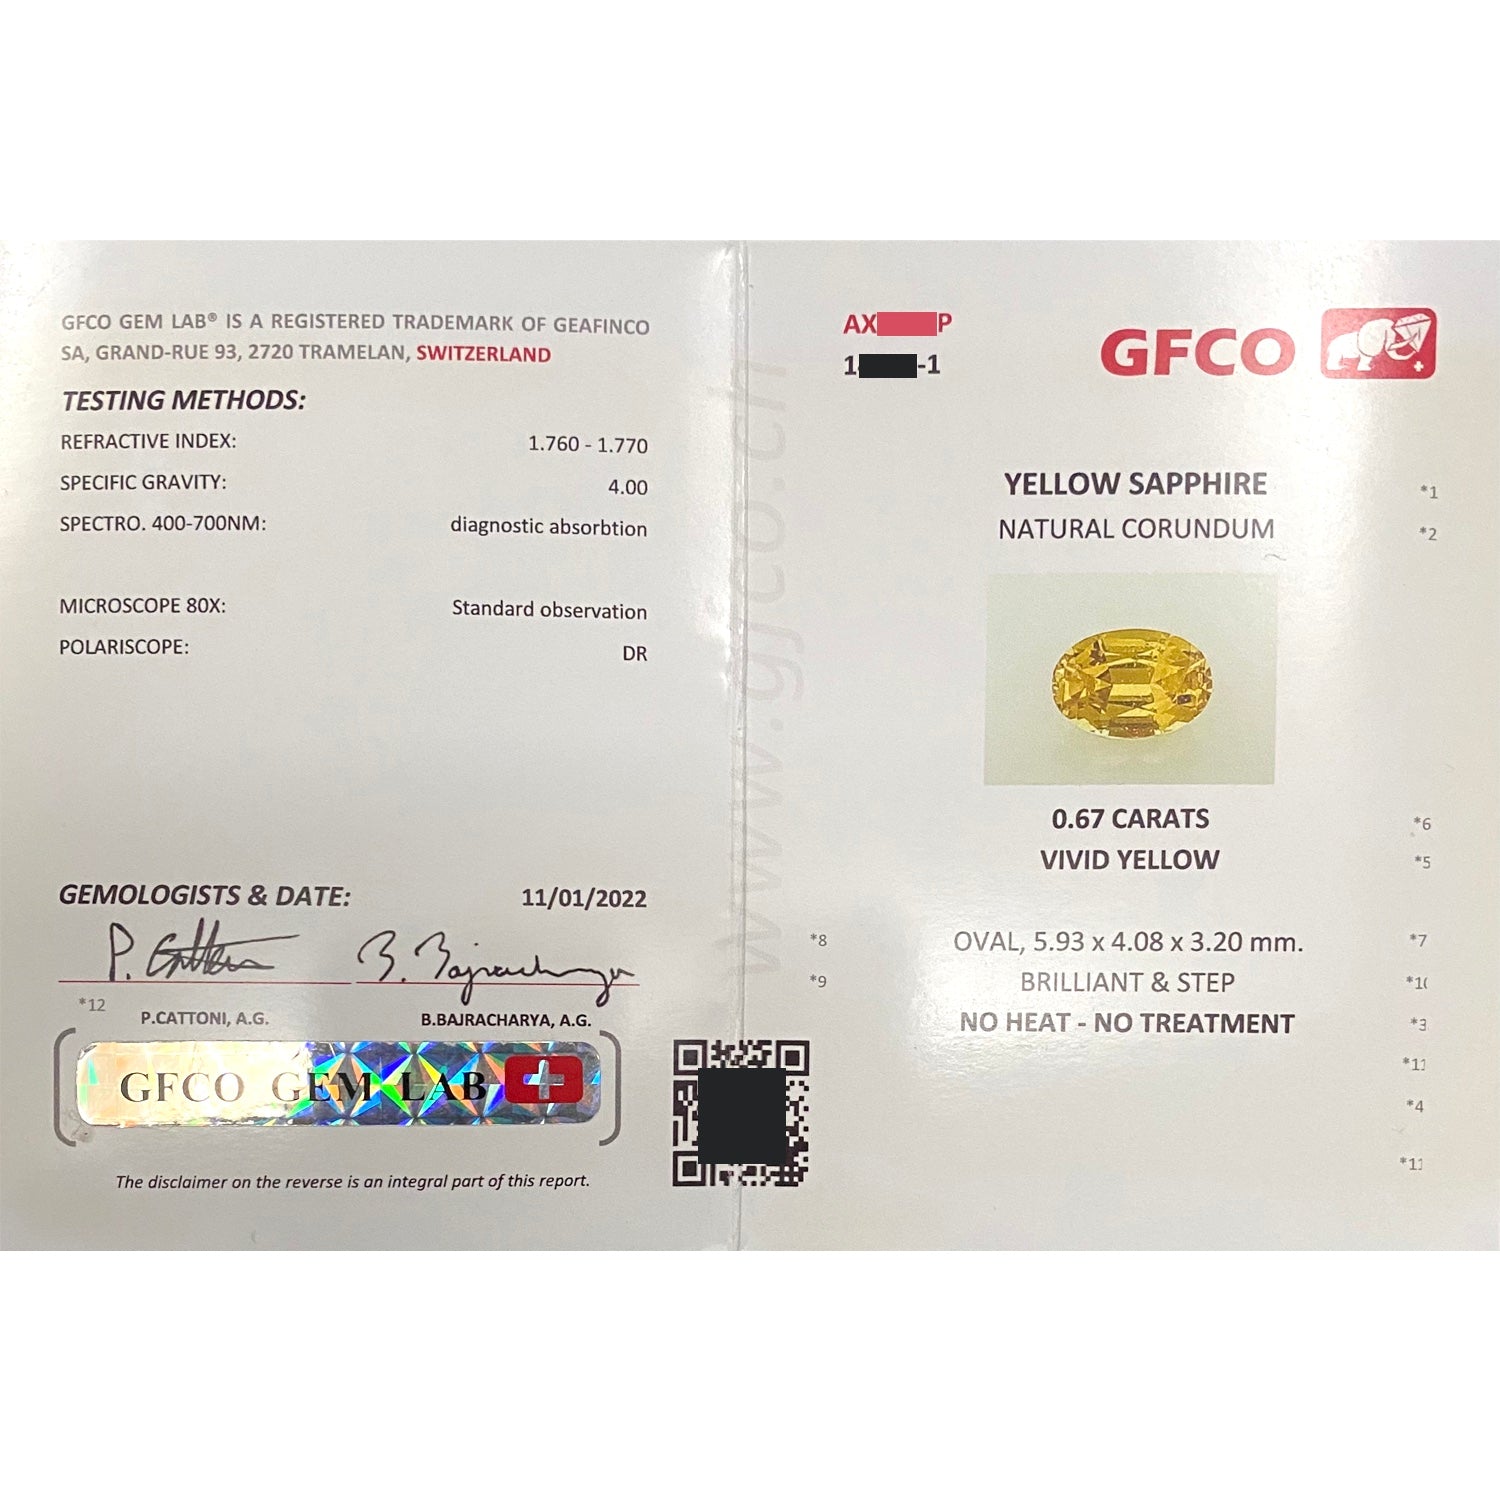 GFCO GEM LAB® IS A REGISTERED TRADEMARK OF GEAFINCO
SA, GRAND-RUE 93, 2720 TRAMELAN, SWITZERLAND
TESTING METHODS:
REFRACTIVE INDEX: 1.760 - 1.770
SPECIFIC GRAVITY: 4.00
SPECTRO. 400-700NM: diagnostic absorbtion
MICROSCOPE 80X: Standard observation
POLARISCOPE: DR
GEMOLOGISTS & DATE: 11/01/2022
P. Cattoni B. Bajracharya
*12
P.CATTONI, A.G. B.BAJRACHARYA, A.G.
GFCO GEM LAB
The disclaimer on the reverse is an integral part of this report.
www.gfco.ch
AX P
1 -1
GFCO
YELLOW SAPPHIRE *1
NATURAL CORUNDUM *2
0.67 CARATS *6
VIVID YELLOW *5
*8 OVAL, 5.93 x 4.08 x 3.20 mm. *7
*9 BRILLIANT & STEP
NO HEAT - NO TREATMENT *3
*4